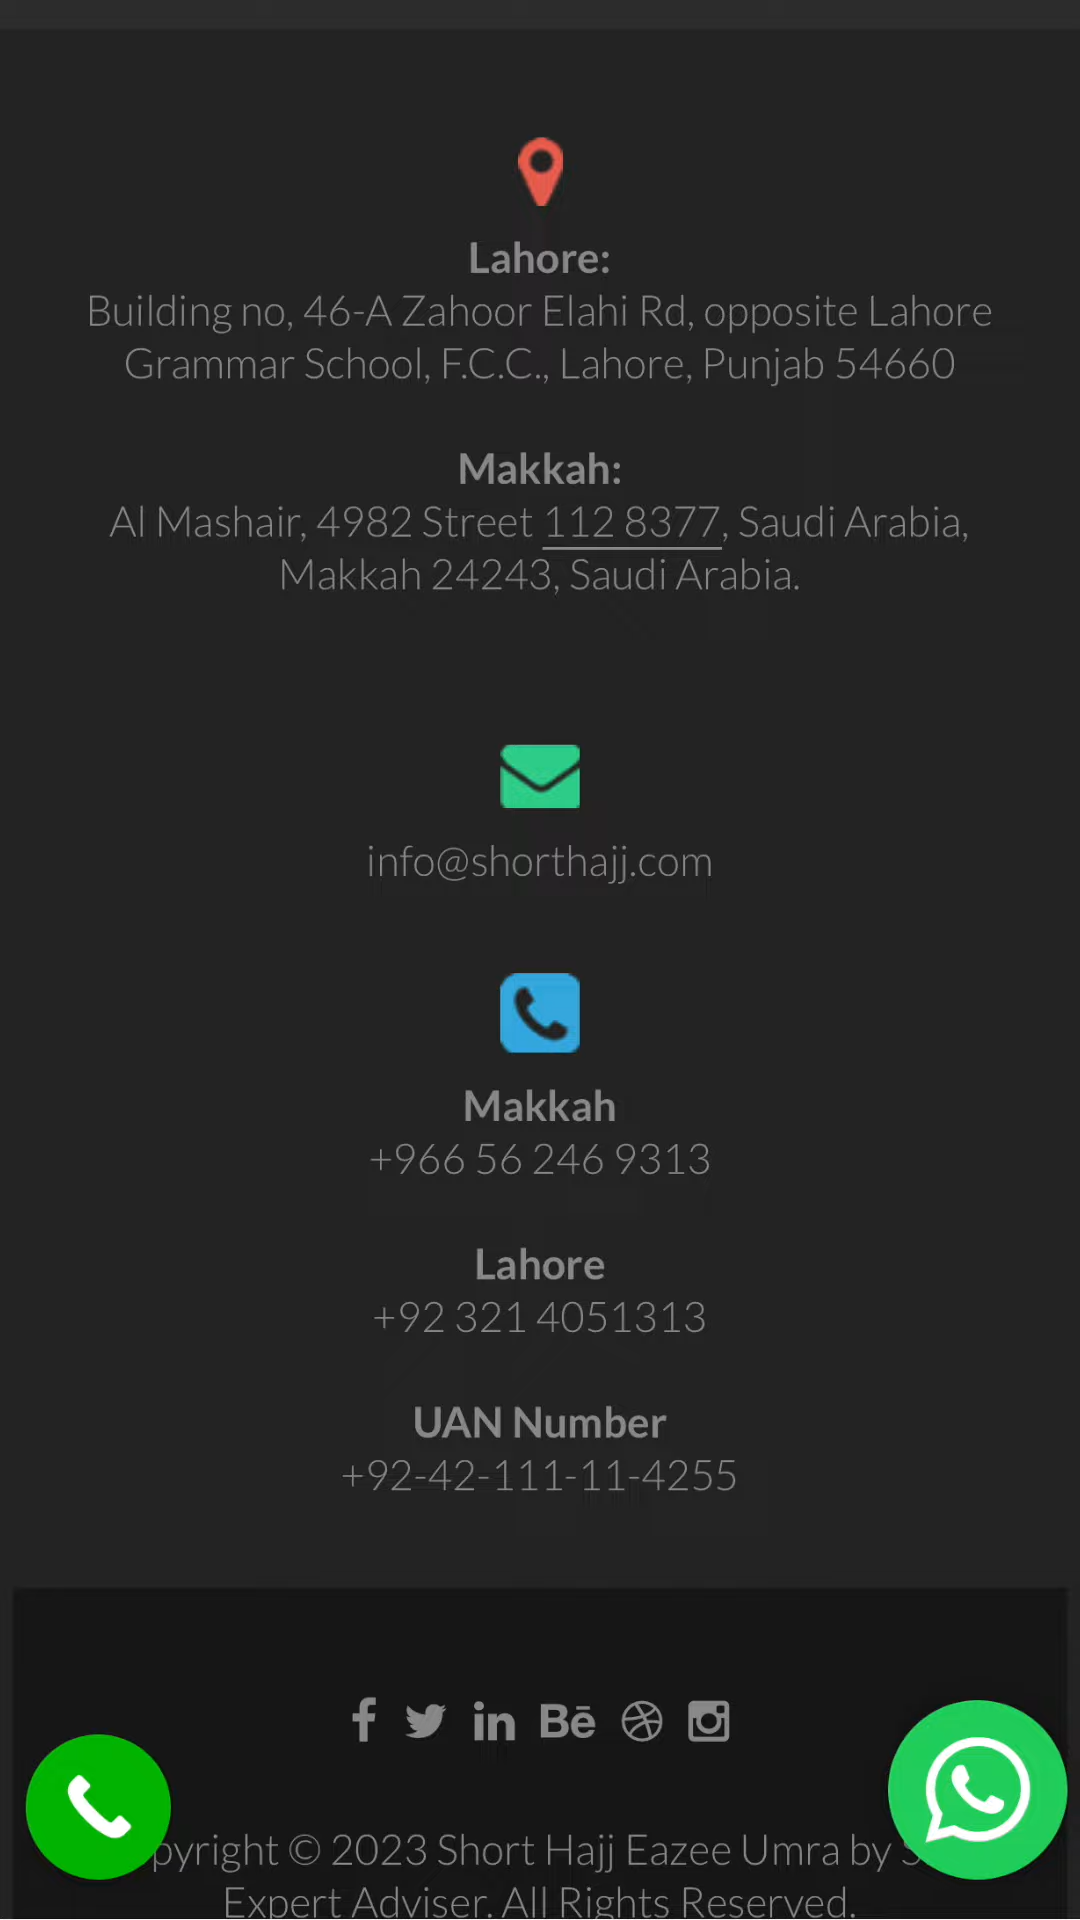 Lahore:
Building no, 46-A Zahoor Elahi Rd, opposite Lahore
Grammar School, F.C.C., Lahore, Punjab 54660
Makkah:
Al Mashair, 4982 Street 112 8377, Saudi Arabia,
Makkah 24243, Saudi Arabia.
info@shorthajj.com
Makkah
+966 56 246 9313
Lahore
+92 321 4051313
UAN Number
+92-42-111-11-4255
Bē
© 2023 Short Hajj Eazee Umra by
Expert Adviser. All Rights Reserved.